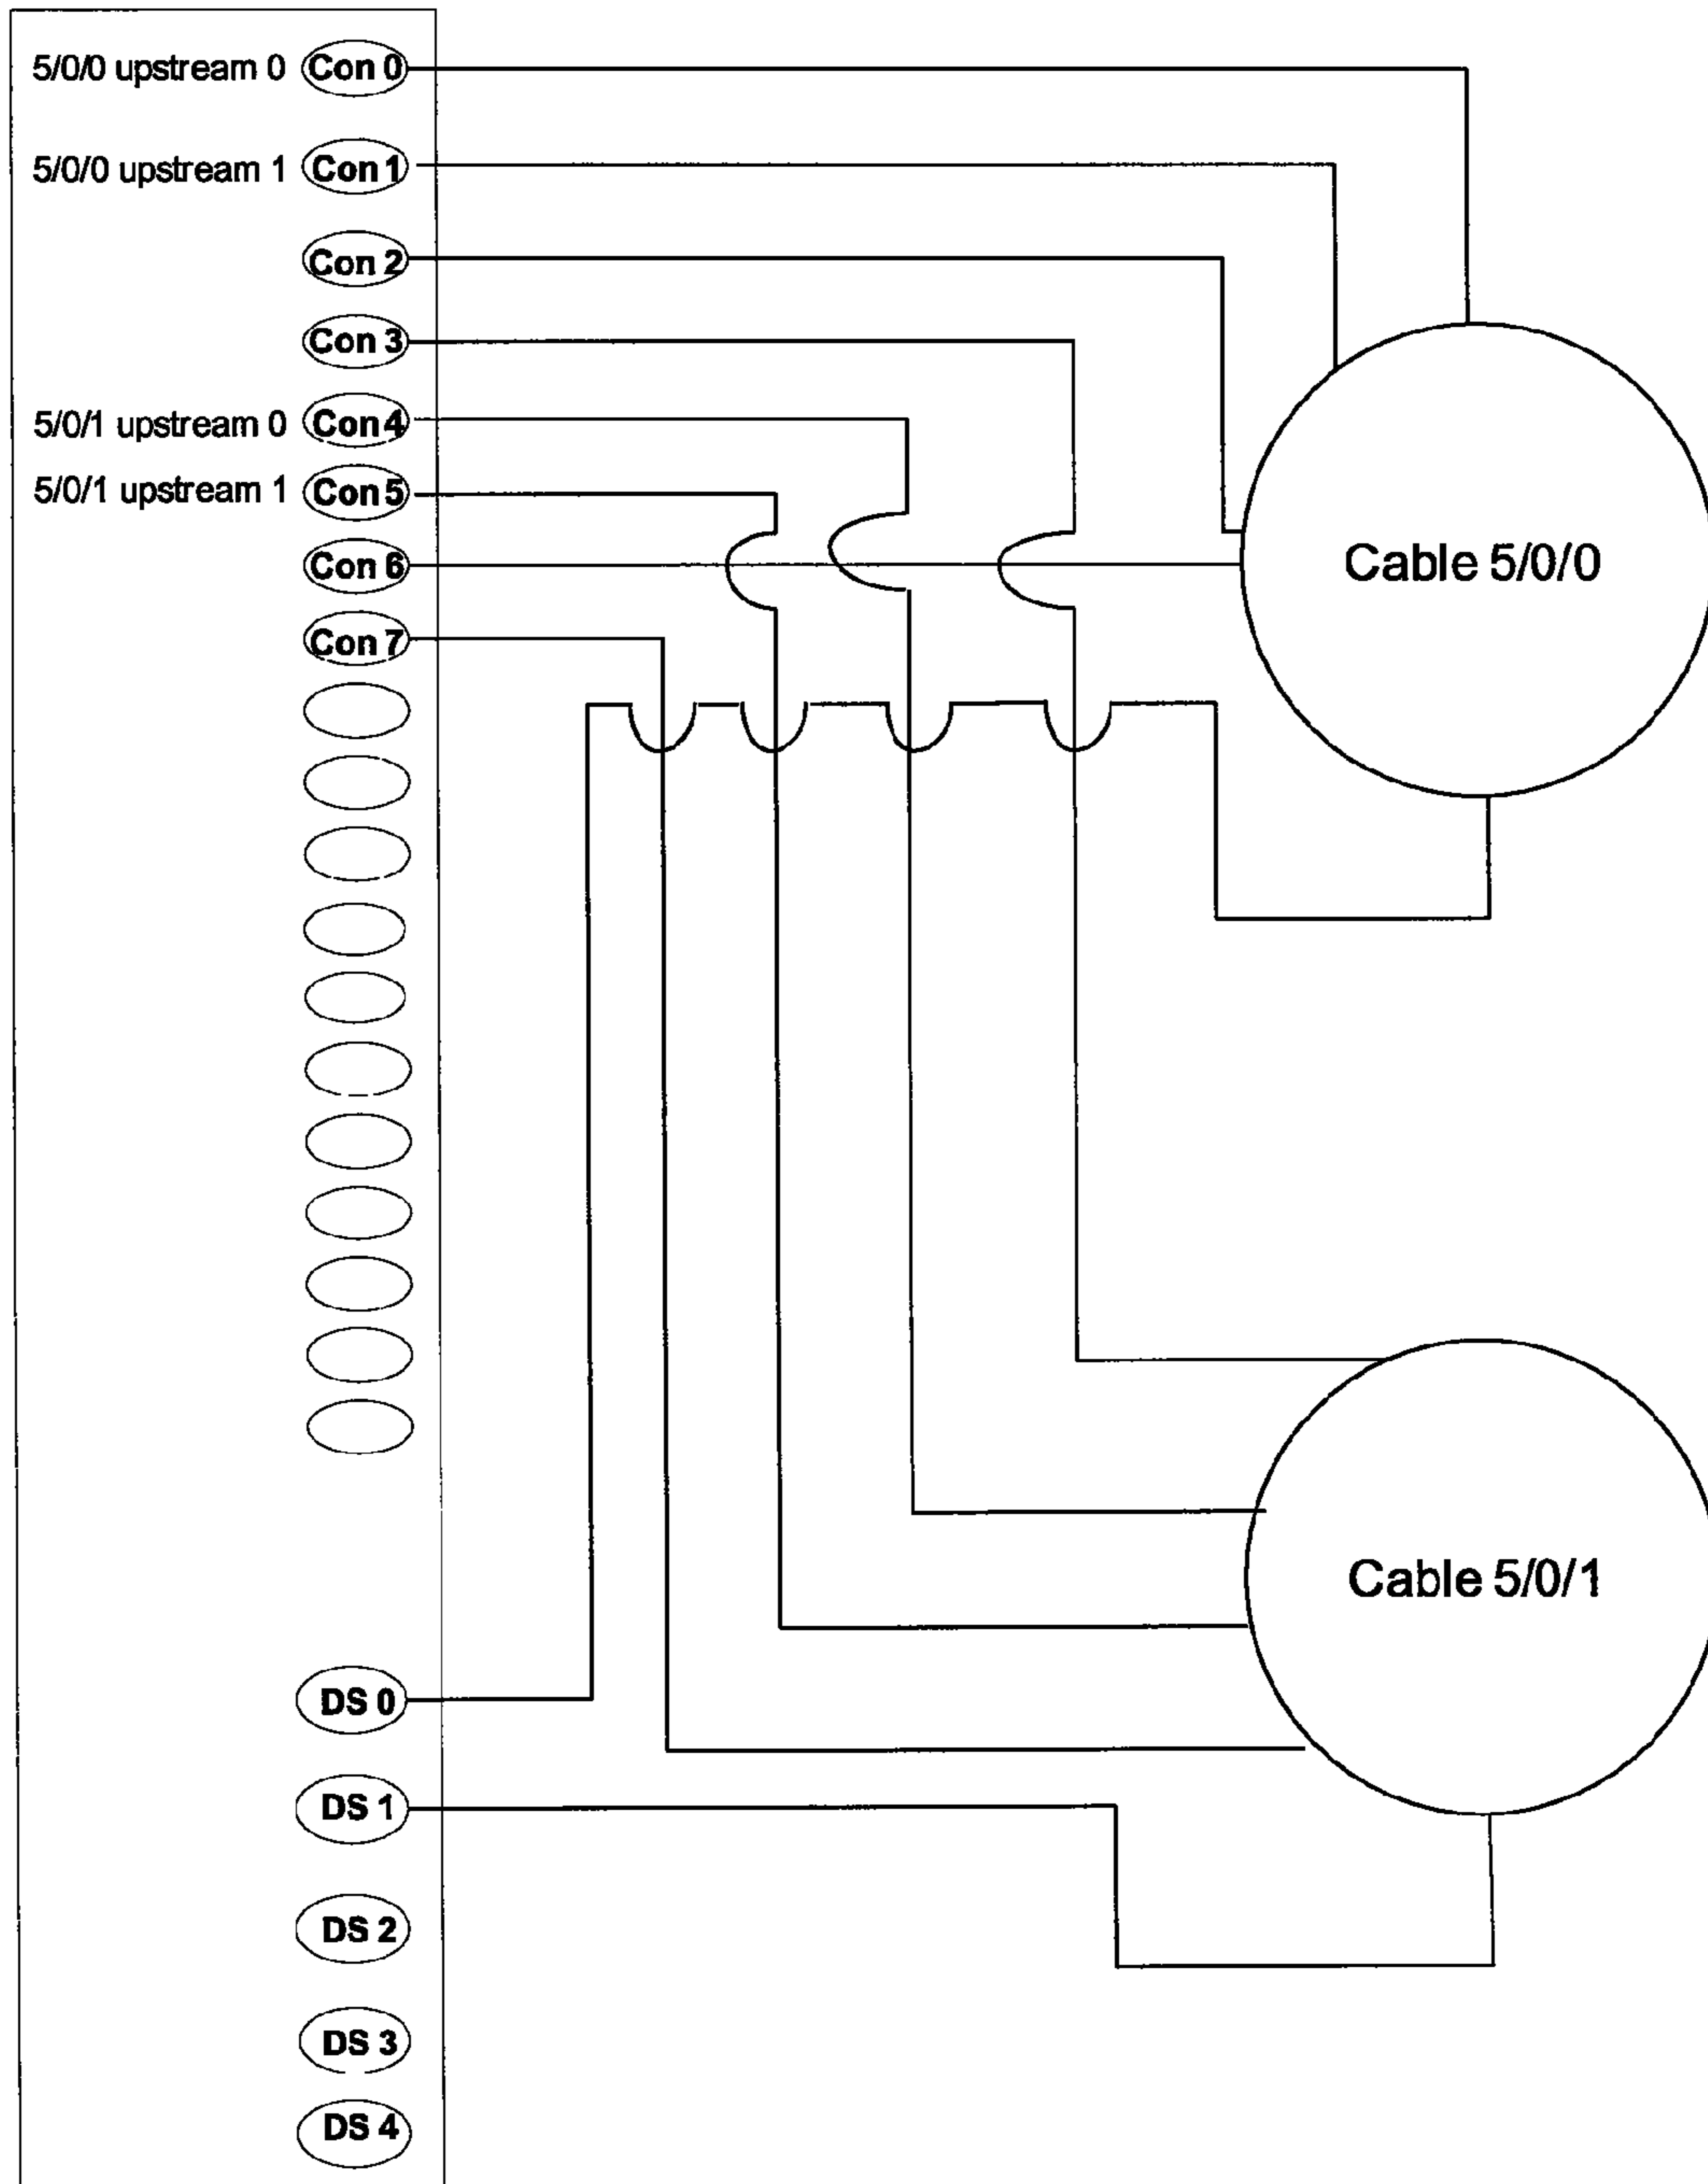 5/0/0 upstream 0 Con 0
5/0/0 upstream 1 Con 1
Con 2
Con 3
5/0/1 upstream 0 Con 4
5/0/1 upstream 1 Con 5
Con 6
Cable 5/0/0
Con 7
Cable 5/0/1
DS 0
DS 1
DS 2
DS 3
DS 4